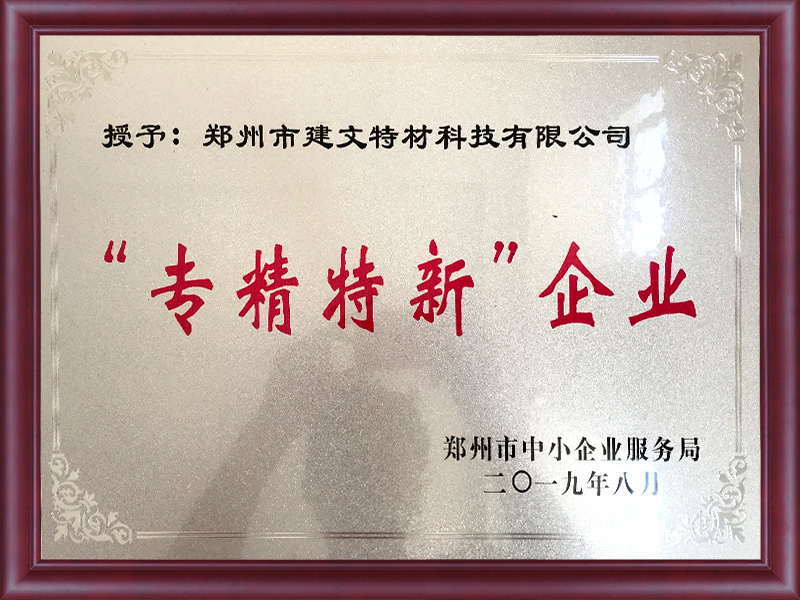 授予：郑州市建文特材科技有限公司
“专精特新”企业
郑州市中小企业服务局
二〇一九年八月